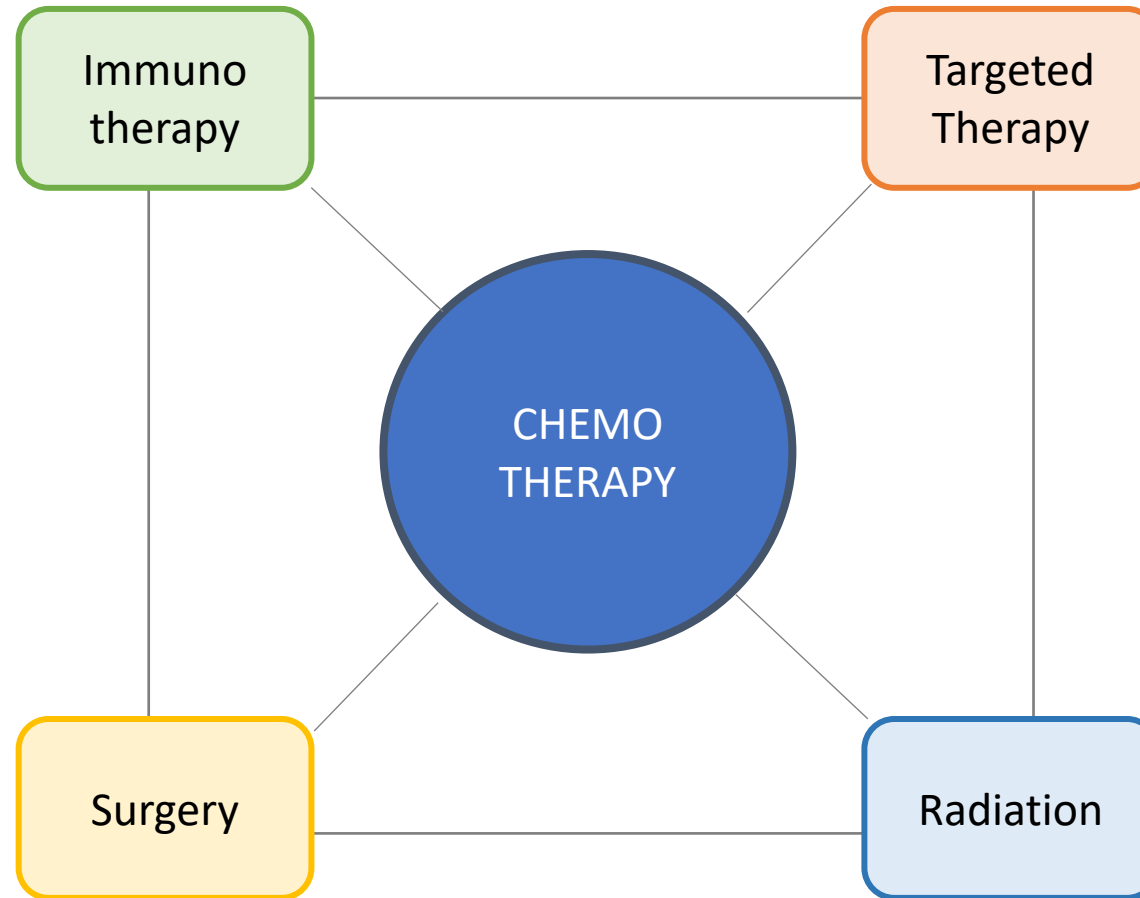 Immuno
therapy
Targeted
Therapy
CHEMO
THERAPY
Surgery
Radiation